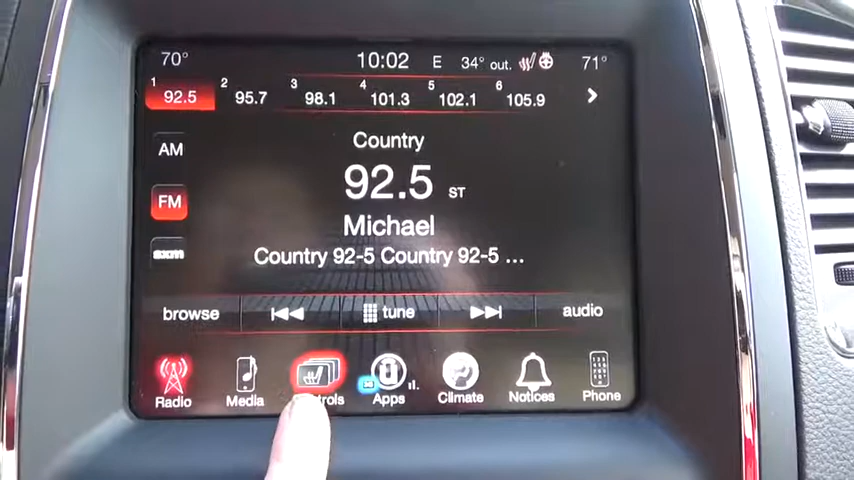 70° 10:02 E 34° out. 71°
1 92.5 2 95.7 3 98.1 4 101.3 5 102.1 6 105.9
AM
Country
FM
92.5 ST
Michael
sxm
Country 92-5 Country 92-5 ...
browse tune audio
Radio Media Controls Apps Climate Notices Phone